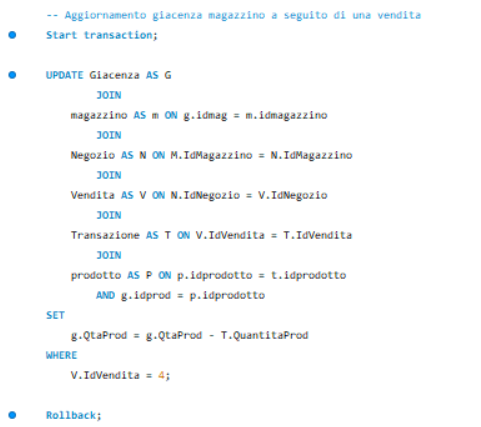 -- Aggiornamento giacenza magazzino a seguito di una vendita
Start transaction;
UPDATE Giacenza AS G
JOIN
magazzino AS m ON g.idmag = m.idmagazzino
JOIN
Negozio AS N ON M.IdMagazzino = N.IdMagazzino
JOIN
Vendita AS V ON N.IdNegozio = V.IdNegozio
JOIN
Transazione AS T ON V.IdVendita = T.IdVendita
JOIN
prodotto AS P ON p.idprodotto = t.idprodotto
AND g.idprod = p.idprodotto
SET
g.QtaProd = g.QtaProd - T.QuantitaProd
WHERE
V.IdVendita = 4;
Rollback;